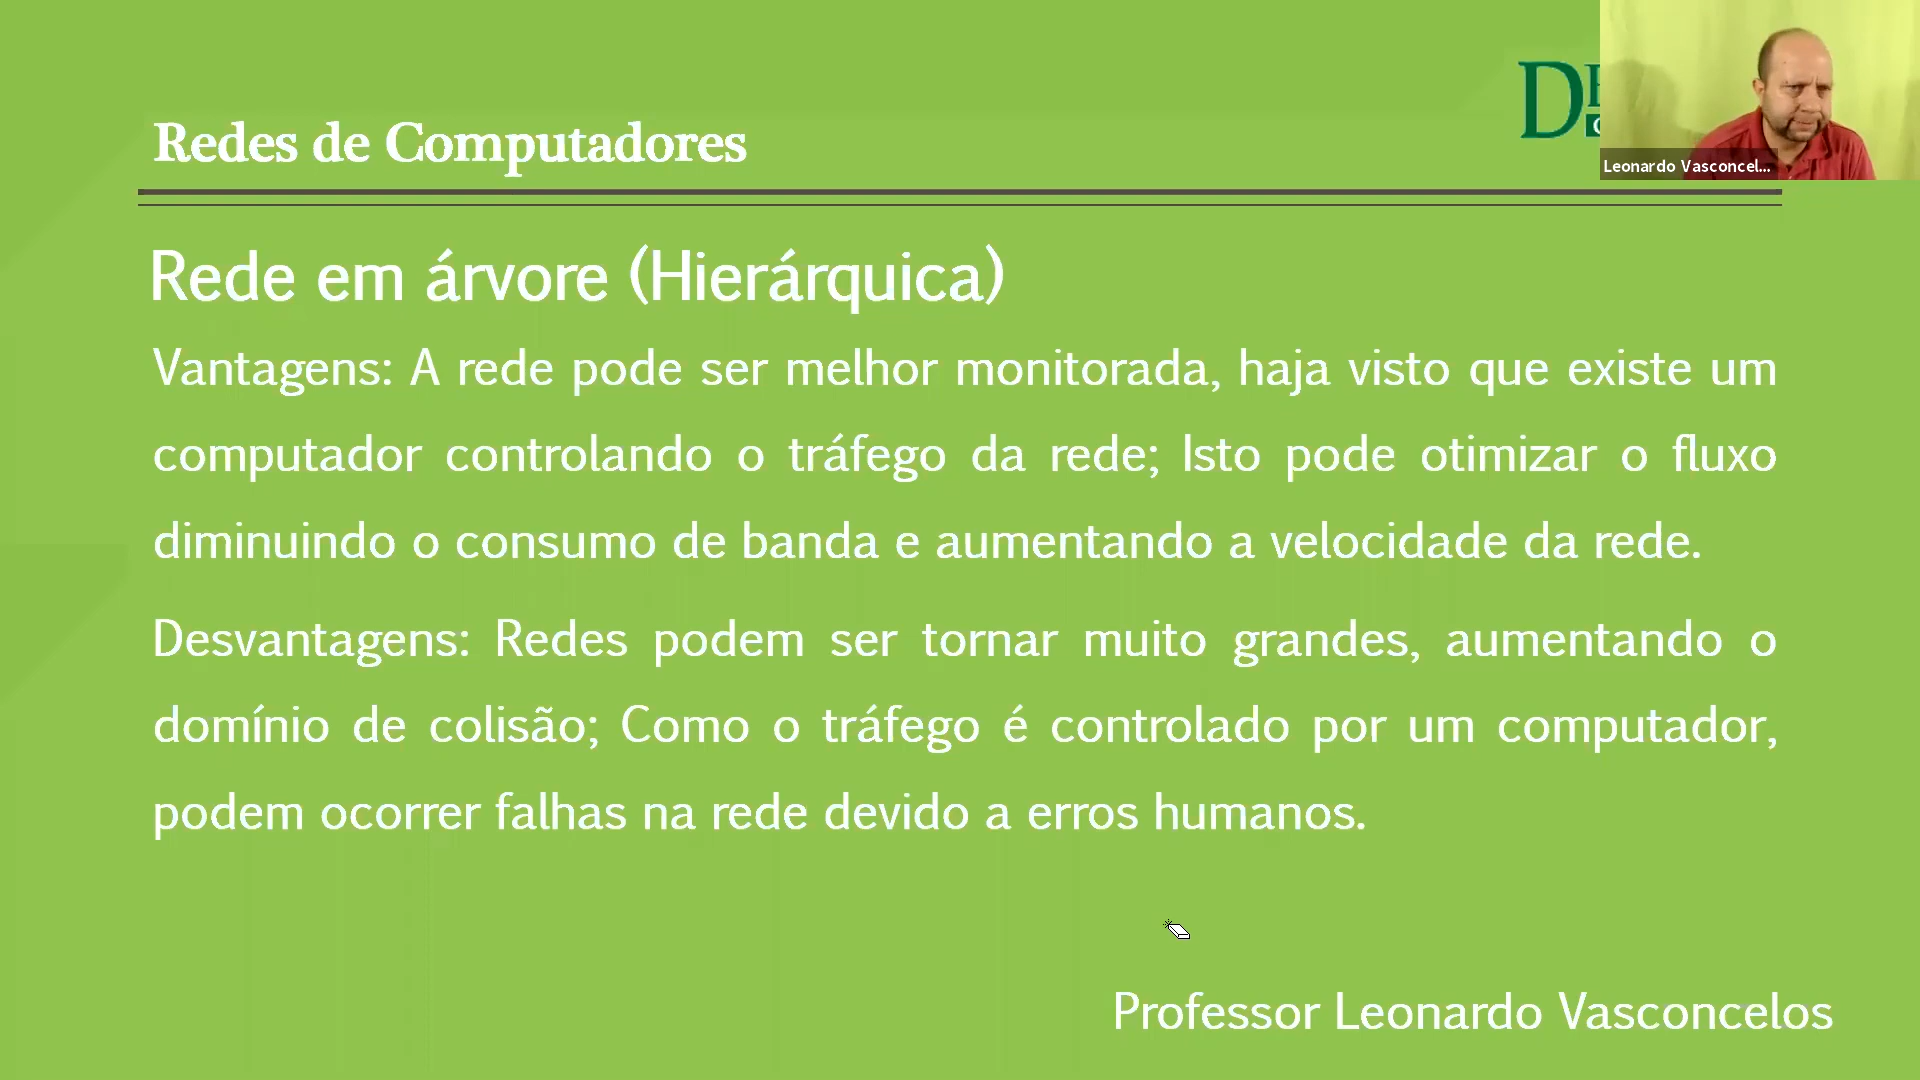 Redes de Computadores
Leonardo Vasconcel...
Rede em árvore (Hierárquica)
Vantagens: A rede pode ser melhor monitorada, haja visto que existe um
computador controlando o tráfego da rede; Isto pode otimizar o fluxo
diminuindo o consumo de banda e aumentando a velocidade da rede.
Desvantagens: Redes podem ser tornar muito grandes, aumentando o
domínio de colisão; Como o tráfego é controlado por um computador,
podem ocorrer falhas na rede devido a erros humanos.
Professor Leonardo Vasconcelos